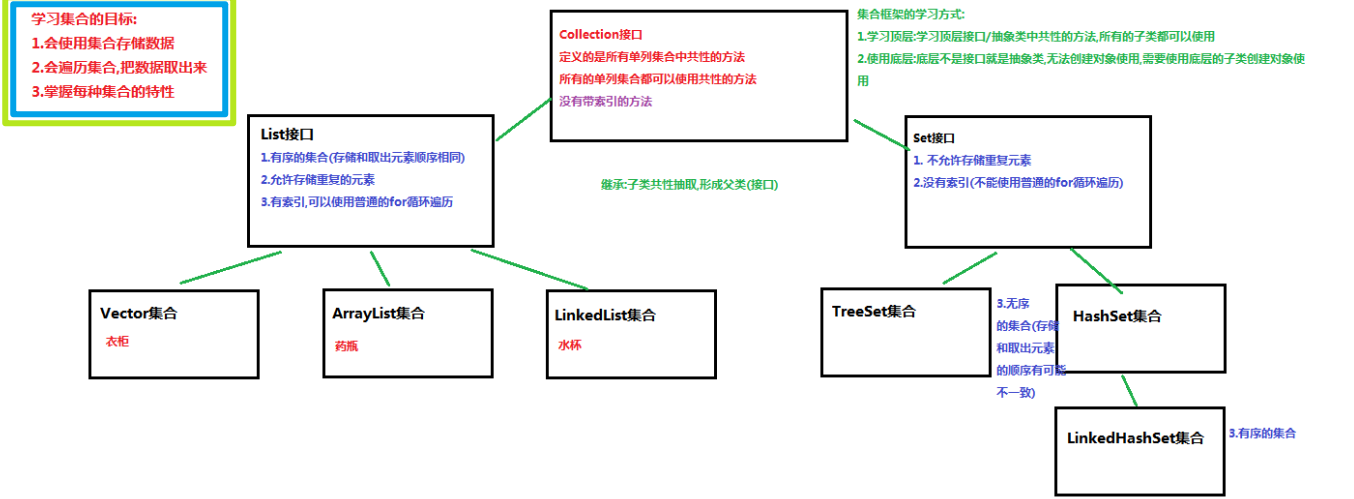 学习集合的目标:
1.会使用集合存储数据
2.会遍历集合,把数据取出来
3.掌握每种集合的特性
Collection接口
定义的是所有单列集合中共性的方法
所有的单列集合都可以使用共性的方法
没有带索引的方法
集合框架的学习方式:
1.学习顶层:学习顶层接口/抽象类中共性的方法,所有的子类都可以使用
2.使用底层:底层不是接口就是抽象类,无法创建对象使用,需要使用底层的子类创建对象使
用
List接口
1.有序的集合(存储和取出元素顺序相同)
2.允许存储重复的元素
3.有索引,可以使用普通的for循环遍历
继承:子类共性抽取,形成父类(接口)
Set接口
1. 不允许存储重复元素
2.没有索引(不能使用普通的for循环遍历)
Vector集合
衣柜
ArrayList集合
药瓶
LinkedList集合
水杯
TreeSet集合
3.无序
的集合(存储
和取出元素
的顺序有可能
不一致)
HashSet集合
LinkedHashSet集合
3.有序的集合